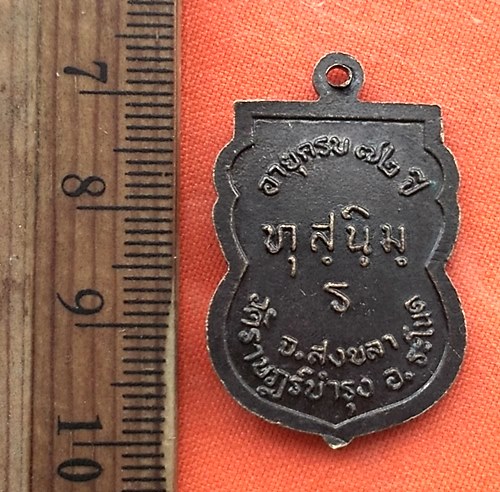 7
8
9
10
อายุครบ ๗๒ ปี
ทุ ส นิ ม
ร
จ.สงขลา
วัดราษฎร์บำรุง อ.ระโนด